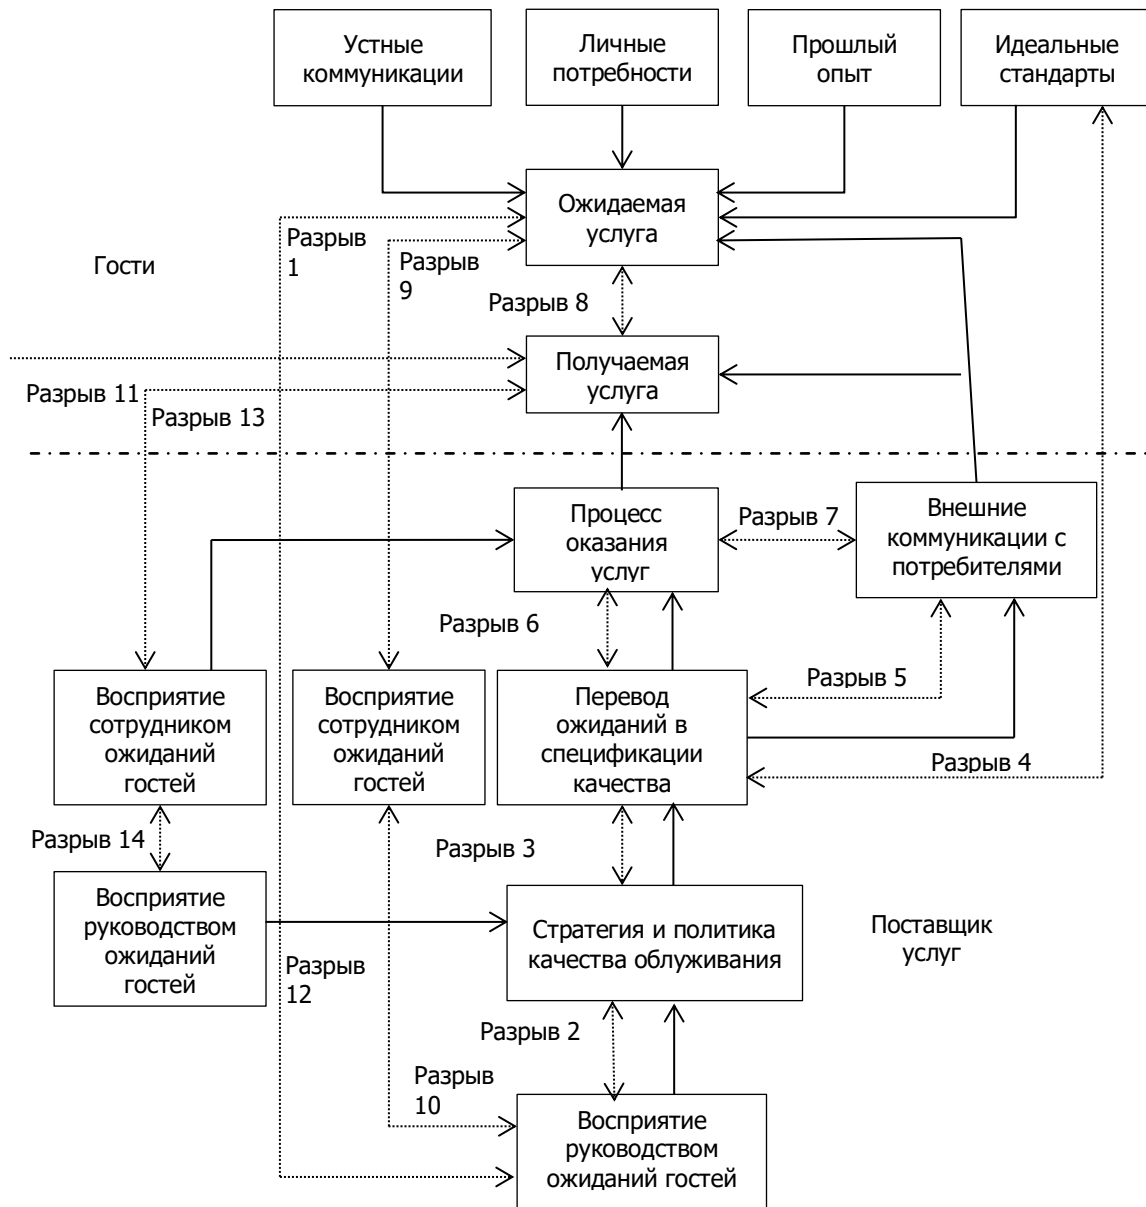 Устные
коммуникации
Личные
потребности
Прошлый
опыт
Идеальные
стандарты
Ожидаемая
услуга
Разрыв
1
Разрыв
9
Гости
Разрыв 8
Получаемая
услуга
Разрыв 11
Разрыв 13
Процесс
оказания
услуг
Разрыв 7
Внешние
коммуникации с
потребителями
Разрыв 6
Восприятие
сотрудником
ожиданий
гостей
Восприятие
сотрудником
ожиданий
гостей
Перевод
ожиданий в
спецификации
качества
Разрыв 5
Разрыв 4
Разрыв 14
Разрыв 3
Восприятие
руководством
ожиданий
гостей
Стратегия и политика
качества облуживания
Поставщик
услуг
Разрыв
12
Разрыв 2
Разрыв
10
Восприятие
руководством
ожиданий гостей